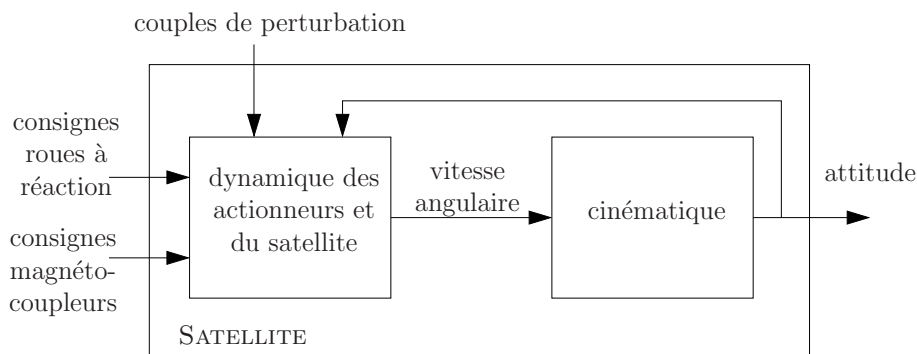 couples de perturbation
consignes
roues à
réaction
dynamique des
actionneurs et
du satellite
vitesse
angulaire
cinématique
attitude
consignes
magnéto-
coupleurs
SATELLITE